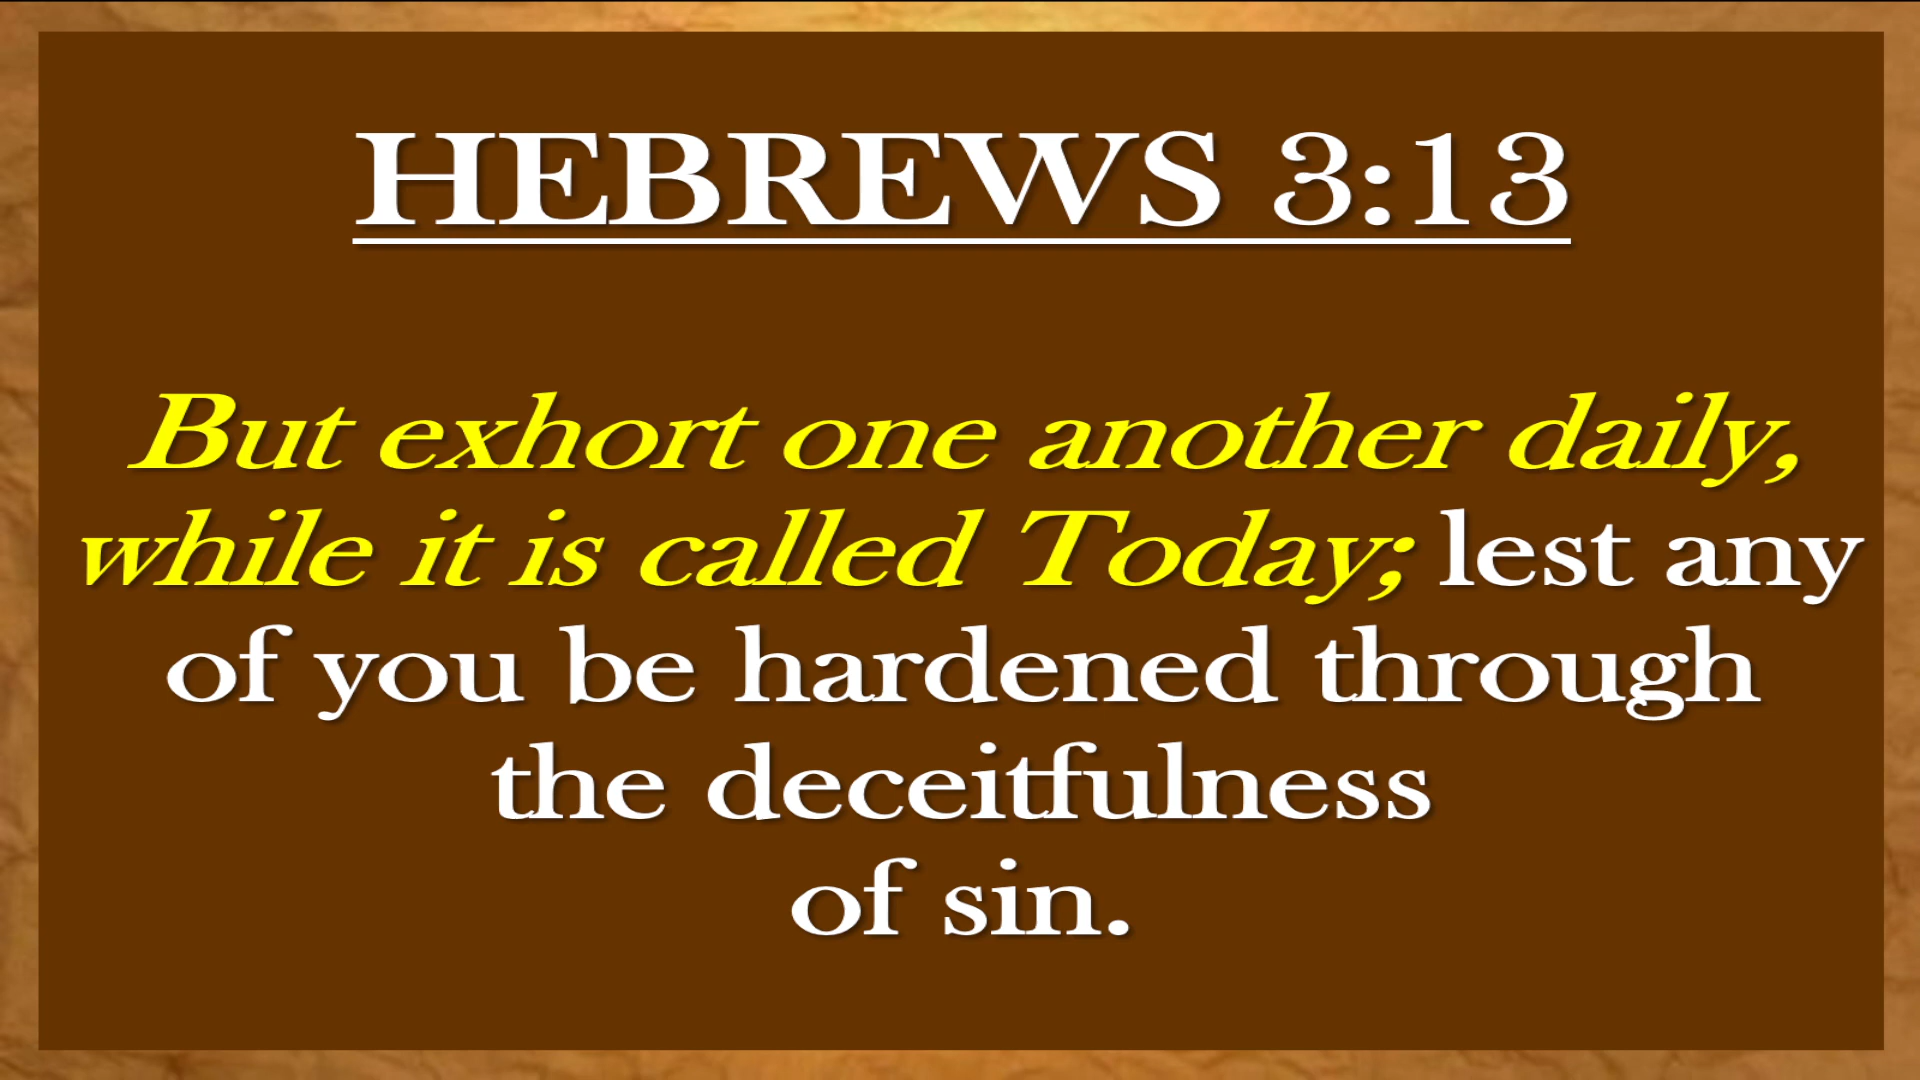 HEBREWS 3:13
But exhort one another daily,
while it is called Today; lest any
of you be hardened through
the deceitfulness
of sin.